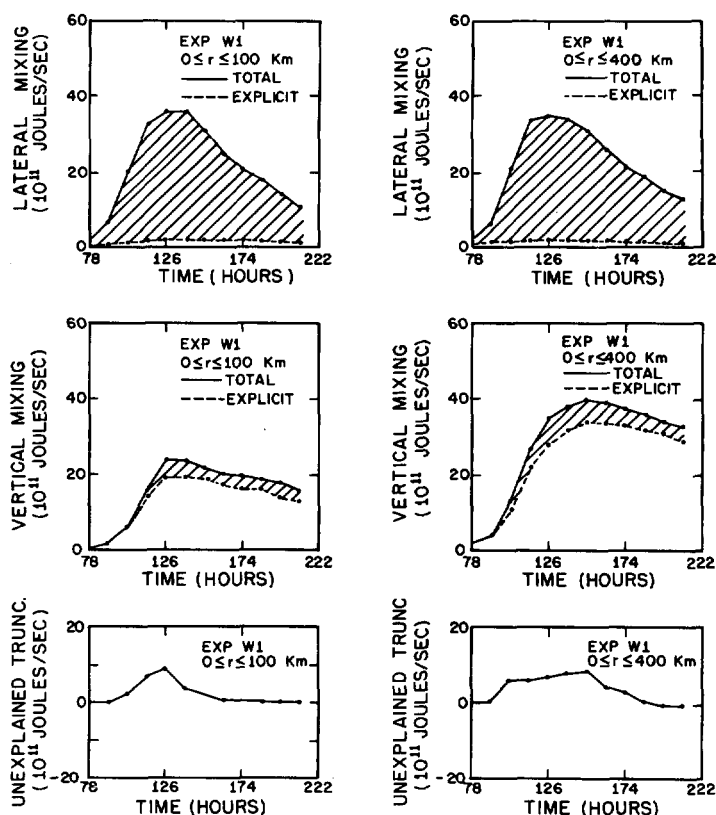 60
40
20
0
LATERAL MIXING
(10¹¹ JOULES/SEC)
EXP W1
0≤r≤100 Km
TOTAL
EXPLICIT
78 126 174 222
TIME (HOURS)
60
40
20
0
LATERAL MIXING
(10¹¹ JOULES/SEC)
EXP W1
0≤r≤400 Km
TOTAL
EXPLICIT
78 126 174 222
TIME (HOURS)
60
40
20
0
VERTICAL MIXING
(10¹¹ JOULES/SEC)
EXP W1
0≤r≤100 Km
TOTAL
EXPLICIT
78 126 174 222
TIME (HOURS)
60
40
20
0
VERTICAL MIXING
(10¹¹ JOULES/SEC)
EXP W1
0≤r≤400 Km
TOTAL
EXPLICIT
78 126 174 222
TIME (HOURS)
20
0
-20
UNEXPLAINED TRUNC.
(10¹¹ JOULES/SEC)
EXP W1
0≤r≤100 Km
78 126 174 222
TIME (HOURS)
20
0
-20
UNEXPLAINED TRUNC
(10¹¹ JOULES/SEC)
EXP W1
0≤r≤400 Km
78 126 174 222
TIME (HOURS)